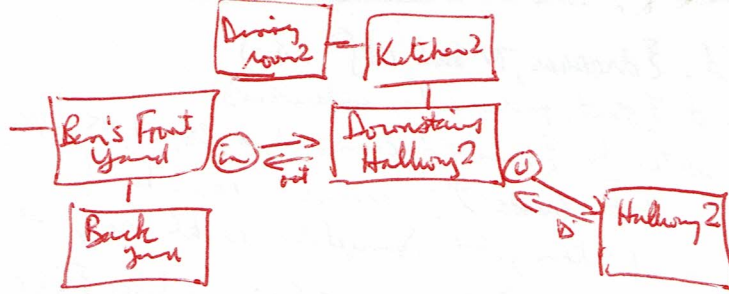 Dining
room2
Kitchen2
Ben's Front
Yard
in
out
Downstairs
Hallway2
U
D
Hallway2
Back
yard